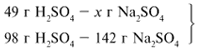 49 г H₂SO₄ – x г Na₂SO₄
98 г H₂SO₄ – 142 г Na₂SO₄